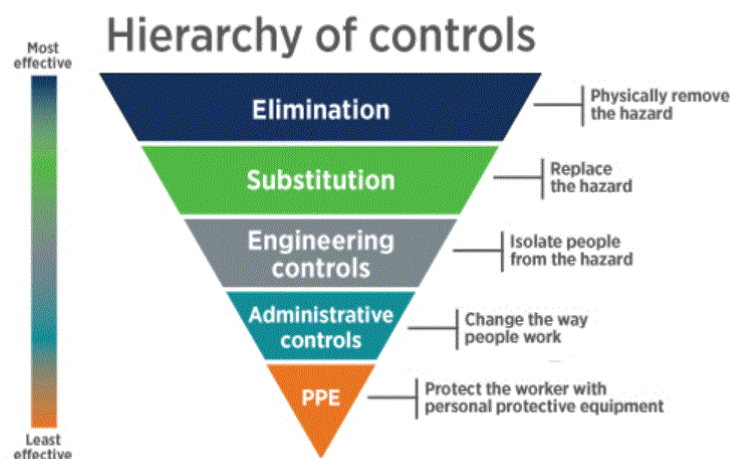 Hierarchy of controls
Most
effective
Elimination
Physically remove
the hazard
Substitution
Replace
the hazard
Engineering
controls
Isolate people
from the hazard
Administrative
controls
Change the way
people work
PPE
Protect the worker with
personal protective equipment
Least
effective